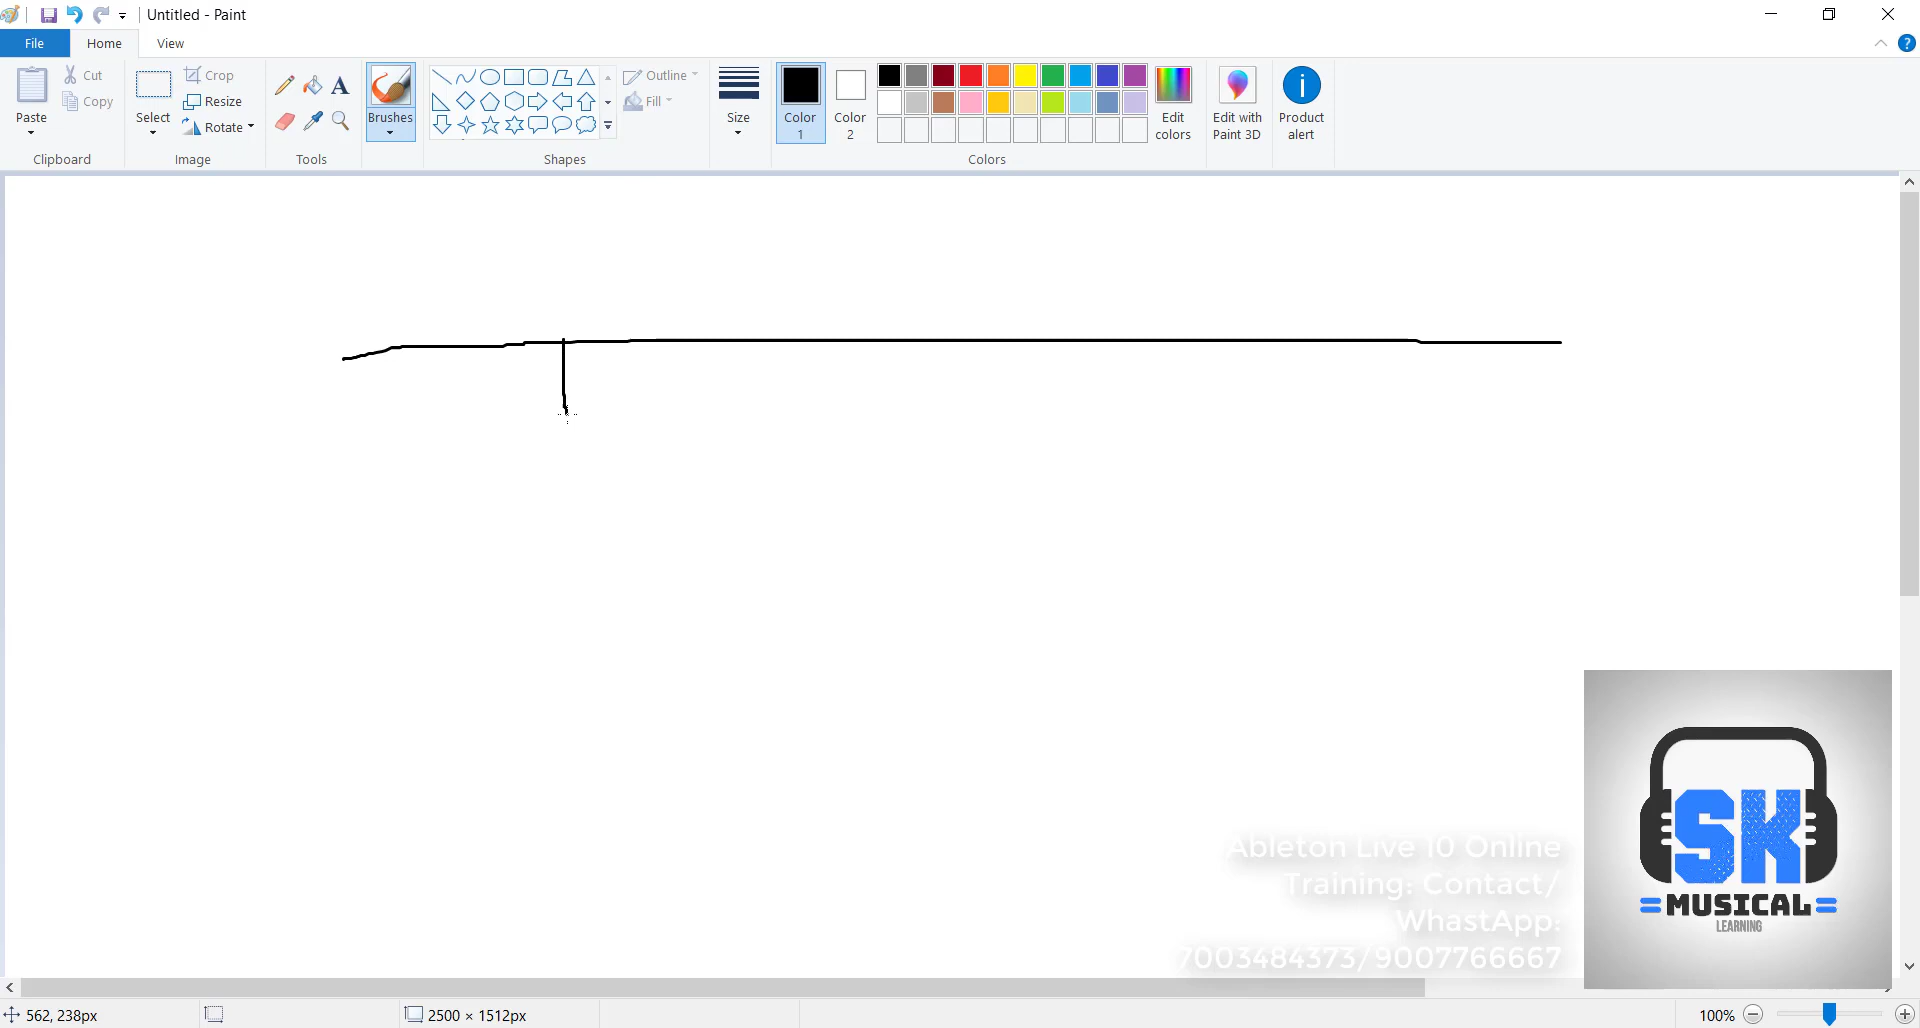 Untitled - Paint
File Home View
Paste
Cut
Copy
Clipboard
Select
Crop
Resize
Rotate
Image
Tools
Brushes
Shapes
Outline
Fill
Size
Color 1
Color 2
Colors
Edit colors
Edit with Paint 3D
Product alert
Ableton Live 10 Online
Training: Contact/
WhastApp:
7003484373/9007766667
SK
MUSICAL
LEARNING
562, 238px
2500 × 1512px
100%